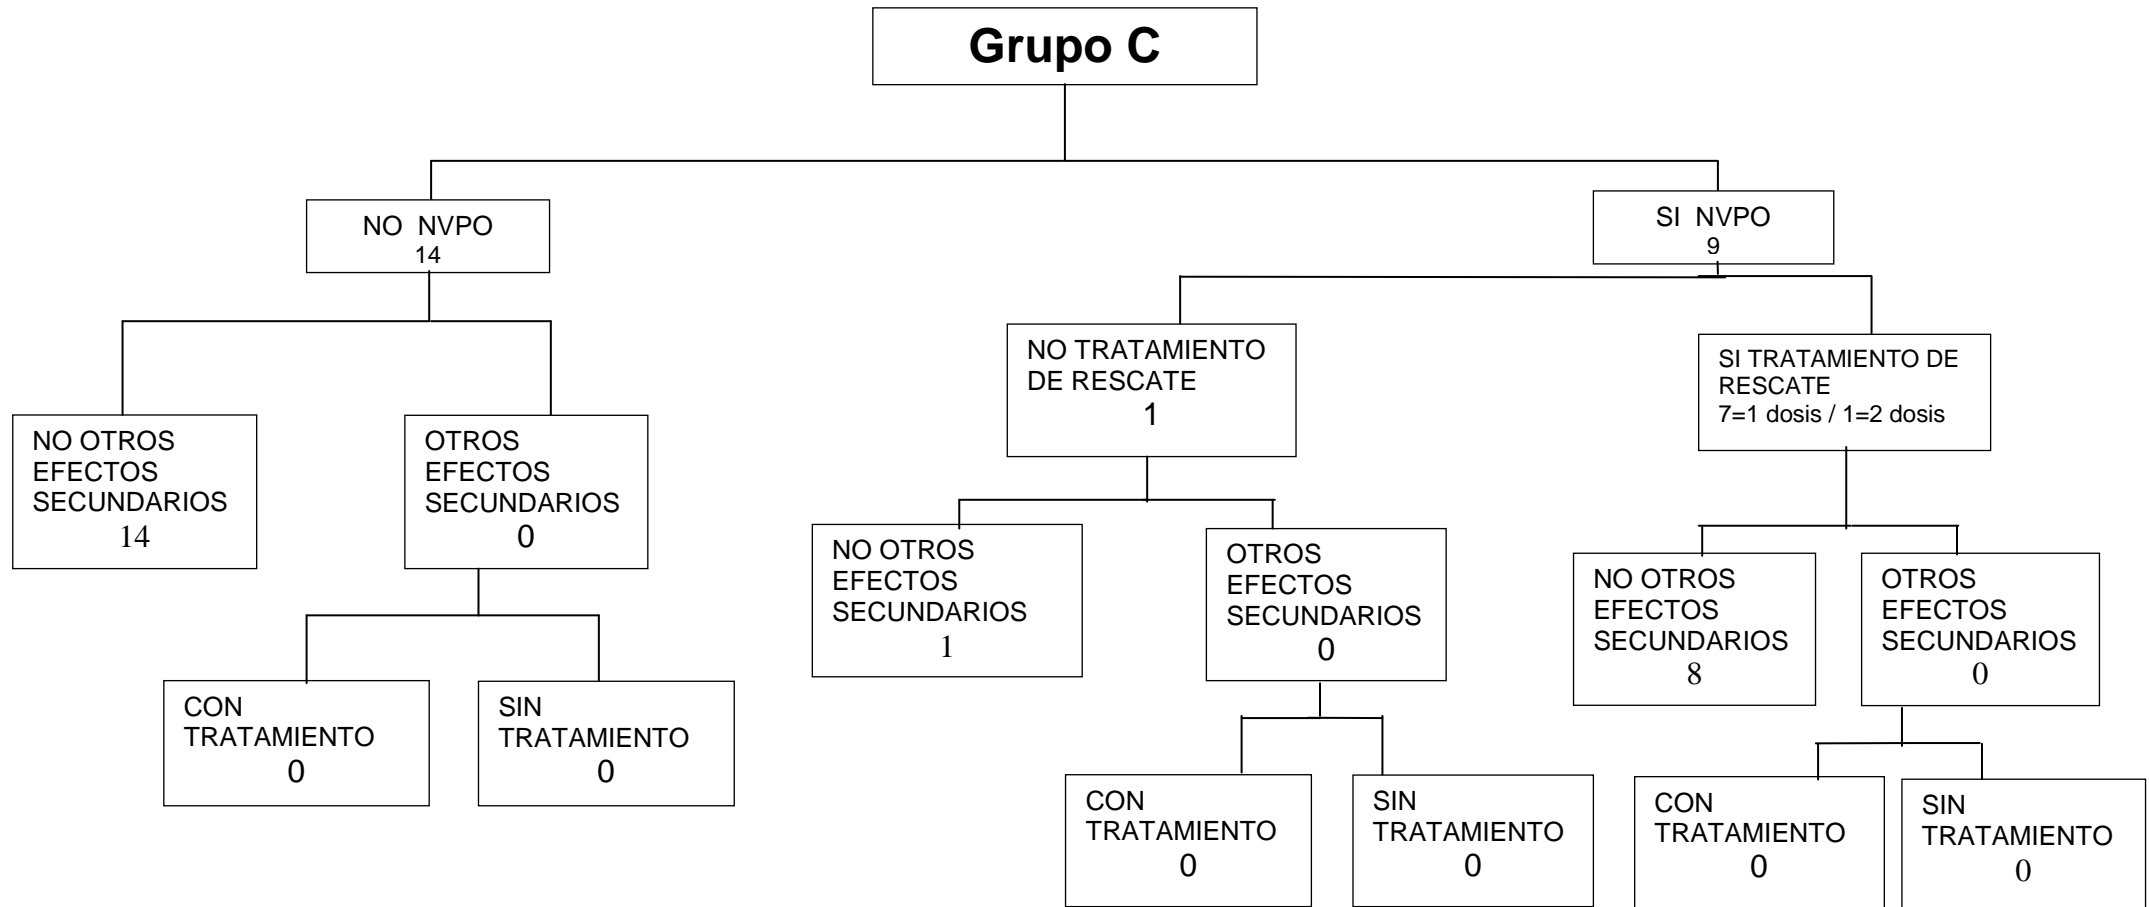 Grupo C
NO NVPO
14
SI NVPO
9
NO OTROS
EFECTOS
SECUNDARIOS
14
OTROS
EFECTOS
SECUNDARIOS
0
CON
TRATAMIENTO
0
SIN
TRATAMIENTO
0
NO TRATAMIENTO
DE RESCATE
1
SI TRATAMIENTO DE
RESCATE
7=1 dosis / 1=2 dosis
NO OTROS
EFECTOS
SECUNDARIOS
1
OTROS
EFECTOS
SECUNDARIOS
0
CON
TRATAMIENTO
0
SIN
TRATAMIENTO
0
NO OTROS
EFECTOS
SECUNDARIOS
8
OTROS
EFECTOS
SECUNDARIOS
0
CON
TRATAMIENTO
0
SIN
TRATAMIENTO
0